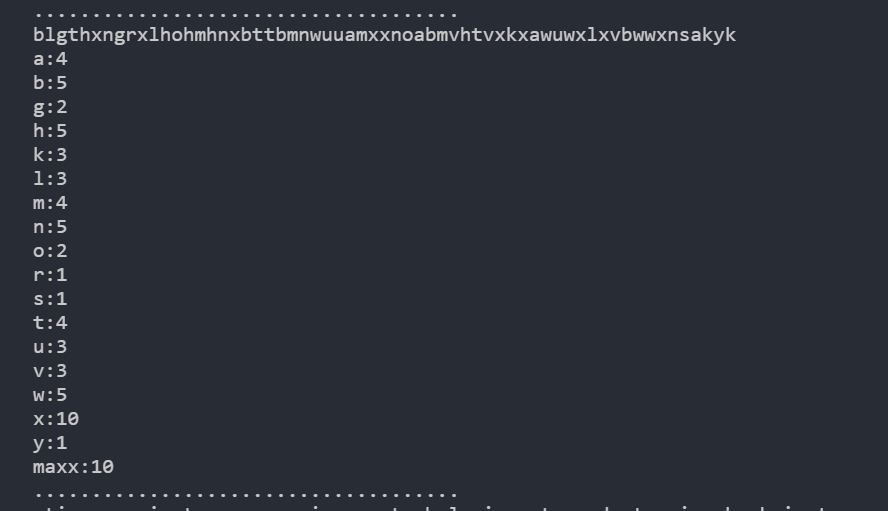 .....................................
blgthxngrxlhohmhnxbttbmnwuuamxxnoabmvhtvxkxawuwxlxvbwwxnsakyk
a:4
b:5
g:2
h:5
k:3
l:3
m:4
n:5
o:2
r:1
s:1
t:4
u:3
v:3
w:5
x:10
y:1
maxx:10
.....................................